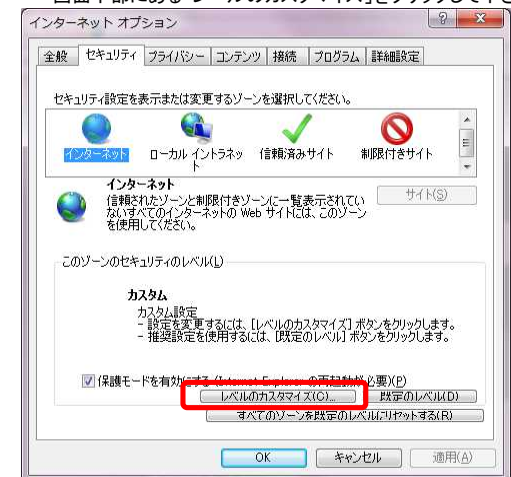 画面下部にある「レベルのカスタマイズ」をクリックして下さ
インターネット オプション
全般 セキュリティ プライバシー コンテンツ 接続 プログラム 詳細設定
セキュリティ設定を表示または変更するゾーンを選択してください。
インターネット ローカル イントラネット 信頼済みサイト 制限付きサイト
インターネット
信頼されたゾーンと制限付きゾーンに一覧表示されてい
ないすべてのインターネットの Web サイトには、このゾーン
を使用してください。
サイト(S)
このゾーンのセキュリティのレベル(L)
カスタム
カスタム設定
- 設定を変更するには、[レベルのカスタマイズ] ボタンをクリックします。
- 推奨設定を使用するには、[既定のレベル] ボタンをクリックします。
保護モードを有効にする (Internet Explorer の再起動が必要)(P)
レベルのカスタマイズ(C)... 既定のレベル(D)
すべてのゾーンを既定のレベルにリセットする(R)
OK キャンセル 適用(A)